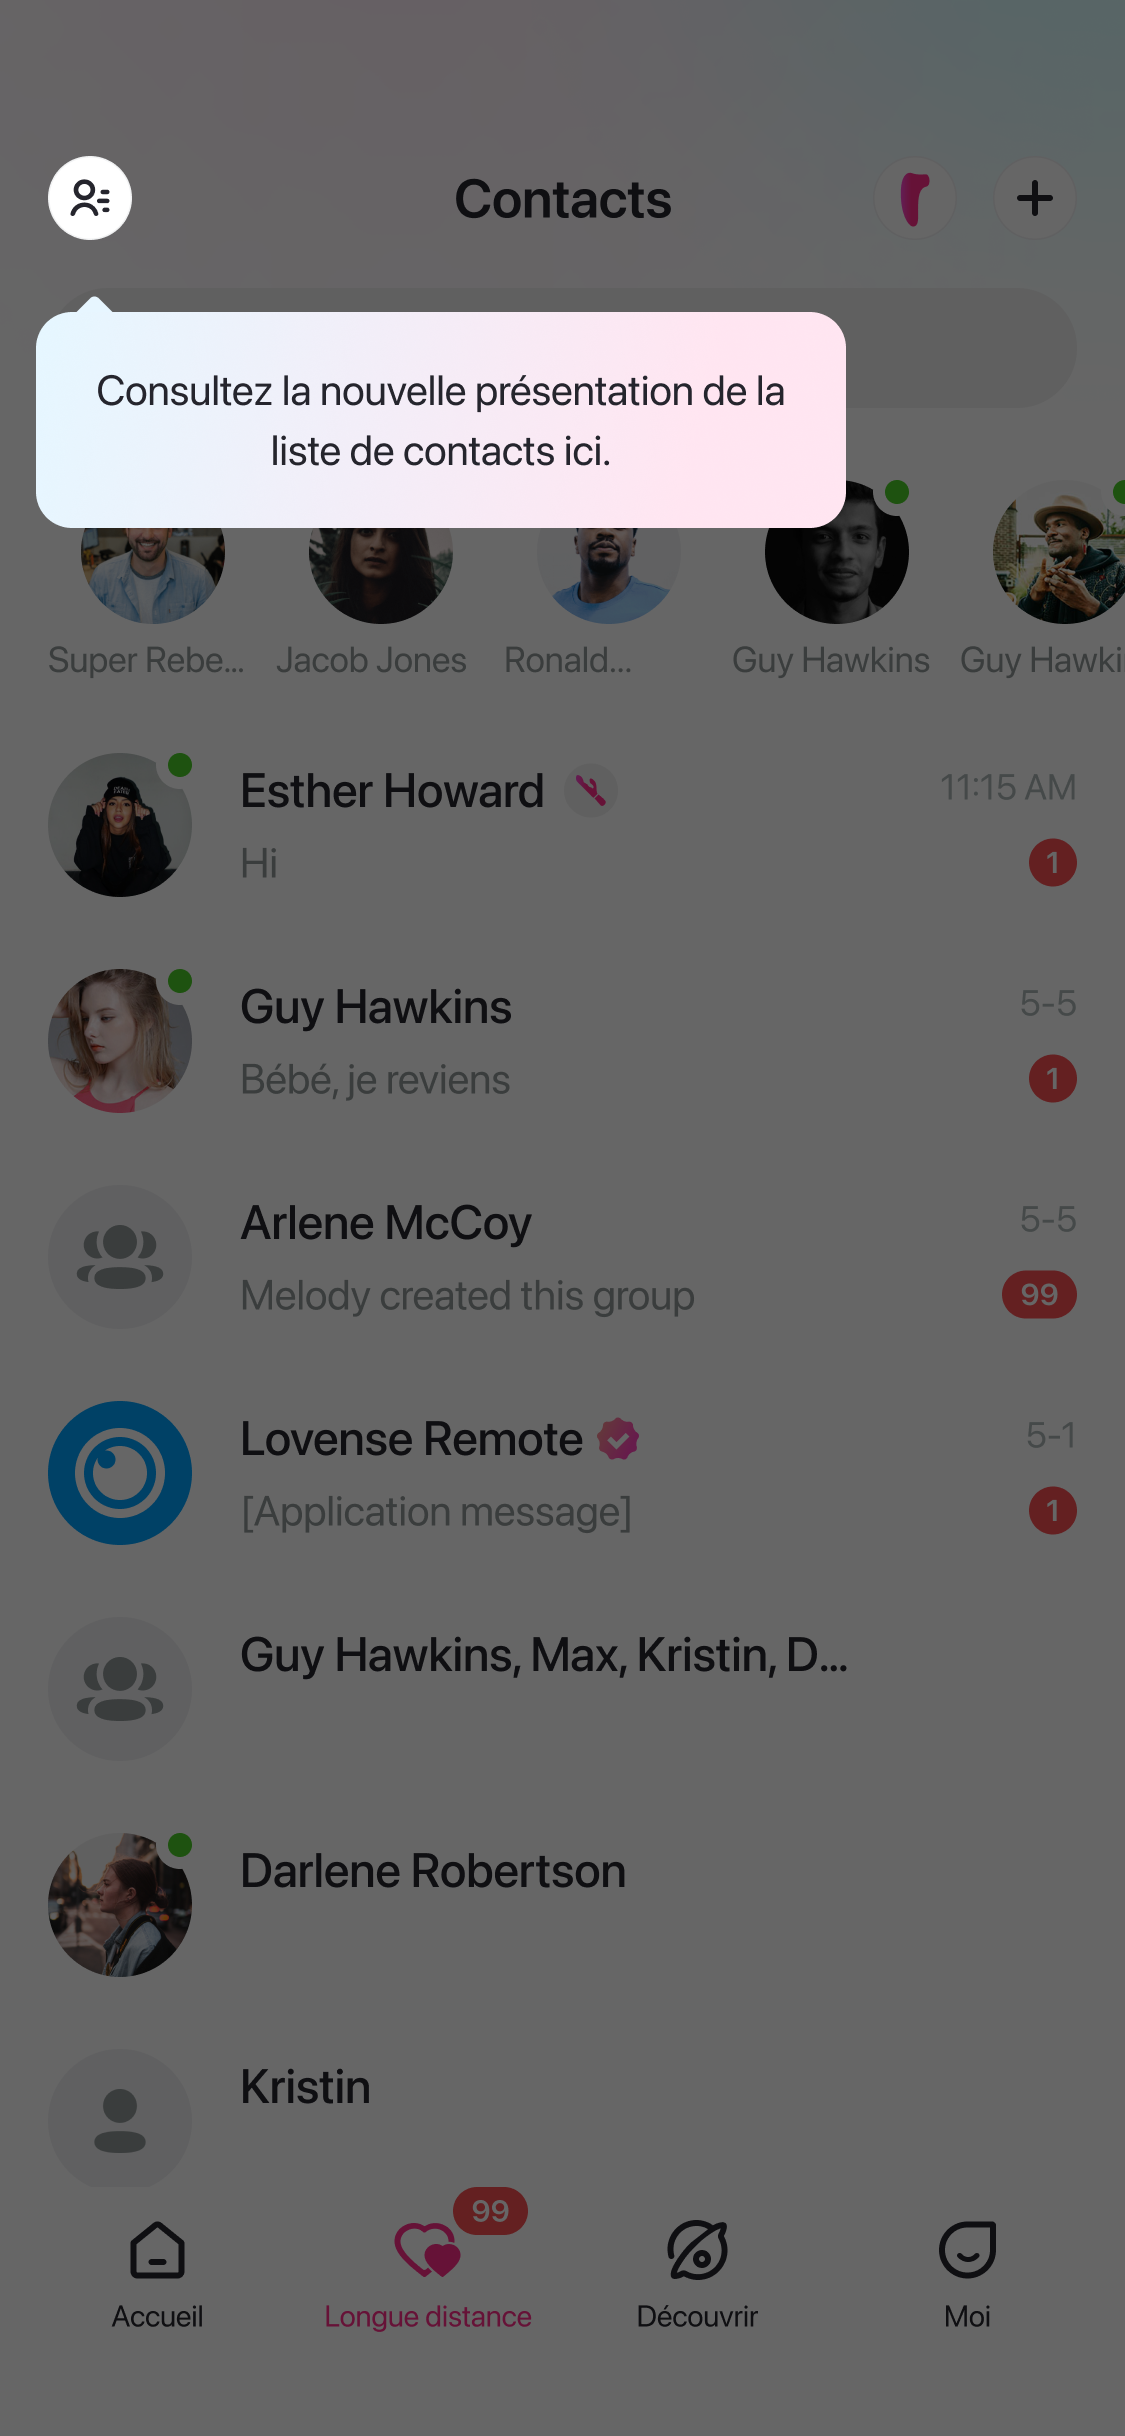 Contacts
Consultez la nouvelle présentation de la
liste de contacts ici.
Super Rebe...
Jacob Jones
Ronald...
Guy Hawkins
Guy Hawki
Esther Howard
11:15 AM
Hi
1
Guy Hawkins
5-5
Bébé, je reviens
1
Arlene McCoy
5-5
Melody created this group
99
Lovense Remote
5-1
[Application message]
1
Guy Hawkins, Max, Kristin, D...
Darlene Robertson
Kristin
99
Accueil
Longue distance
Découvrir
Moi